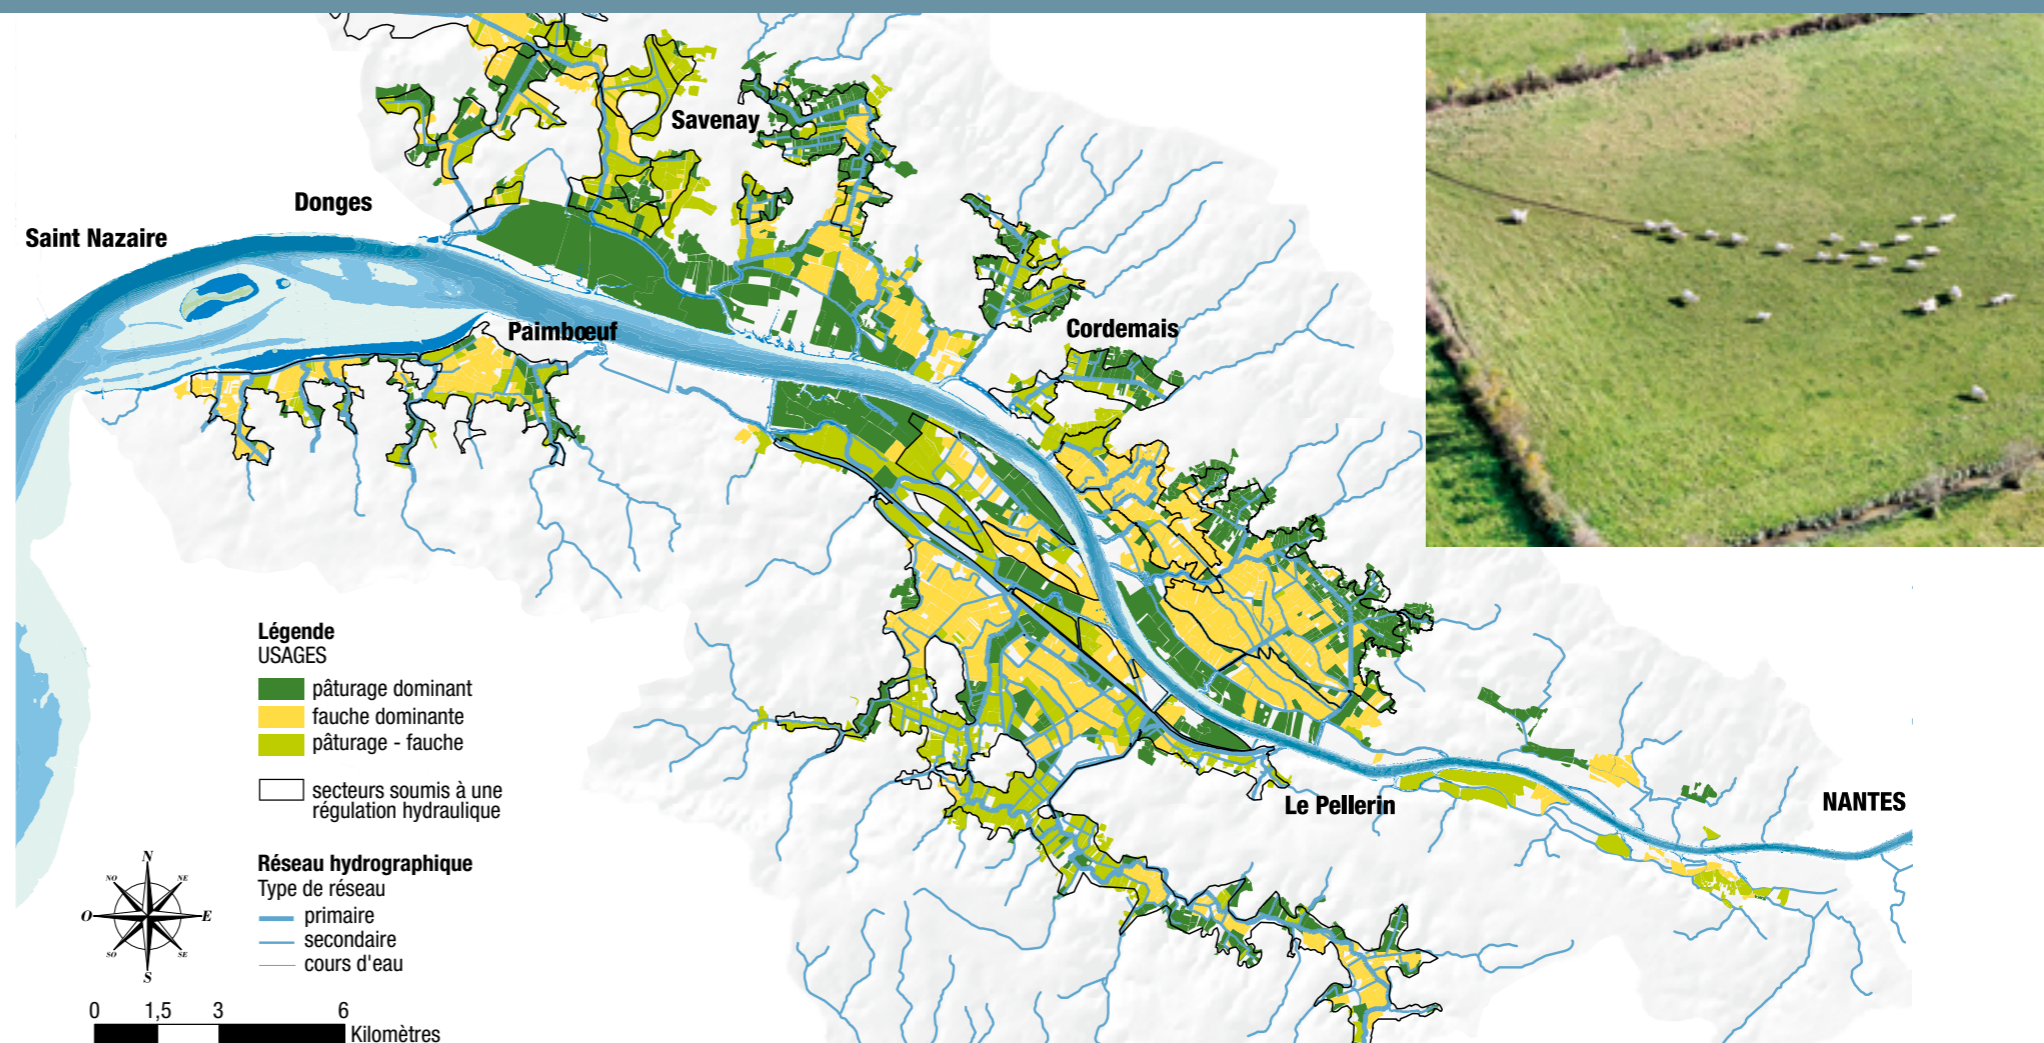 Savenay
Donges
Saint Nazaire
Paimbœuf
Cordemais
Légende
USAGES
pâturage dominant
fauche dominante
pâturage - fauche
secteurs soumis à une
régulation hydraulique
Le Pellerin
NANTES
Réseau hydrographique
Type de réseau
primaire
secondaire
cours d'eau
N
NO NE
O E
SO SE
S
0 1,5 3 6
Kilomètres